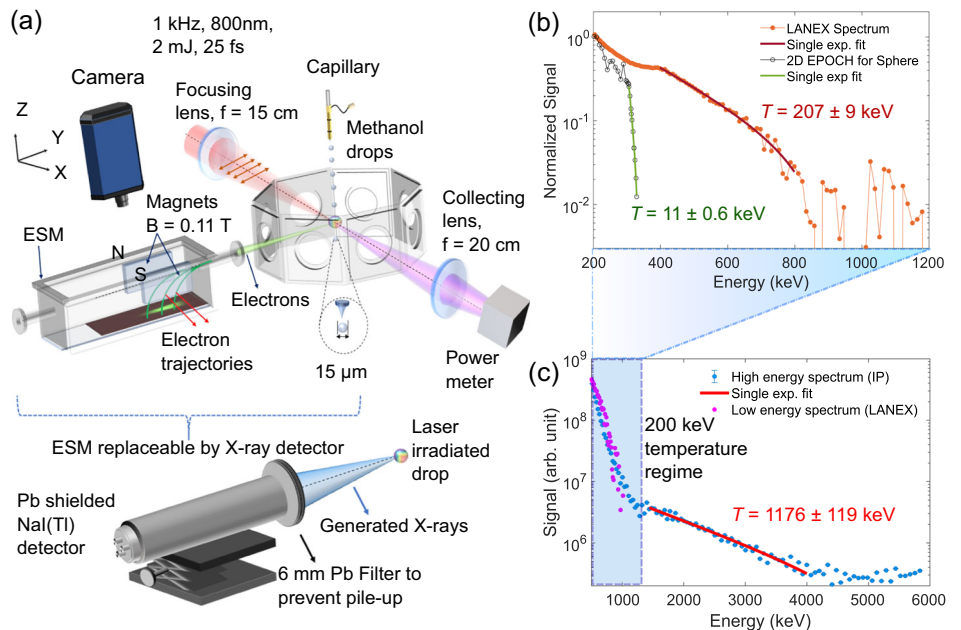 (a)
1 kHz, 800nm,
2 mJ, 25 fs
Camera
Capillary
Focusing
lens, f = 15 cm
Methanol
drops
Z
Y
X
Magnets
B = 0.11 T
Collecting
lens,
f = 20 cm
ESM
N
S
Electrons
Electron
trajectories
15 μm
Power
meter
ESM replaceable by X-ray detector
Laser
irradiated
drop
Pb shielded
NaI(Tl)
detector
Generated X-rays
6 mm Pb Filter to
prevent pile-up
(b)
10⁰
10⁻¹
10⁻²
Normalized Signal
LANEX Spectrum
Single exp. fit
2D EPOCH for Sphere
Single exp fit
T = 207 ± 9 keV
T = 11 ± 0.6 keV
200 400 600 800 1000 1200
Energy (keV)
(c)
10⁹
10⁸
10⁷
10⁶
Signal (arb. unit)
High energy spectrum (IP)
Single exp. fit
Low energy spectrum (LANEX)
200 keV
temperature
regime
T = 1176 ± 119 keV
1000 2000 3000 4000 5000 6000
Energy (keV)